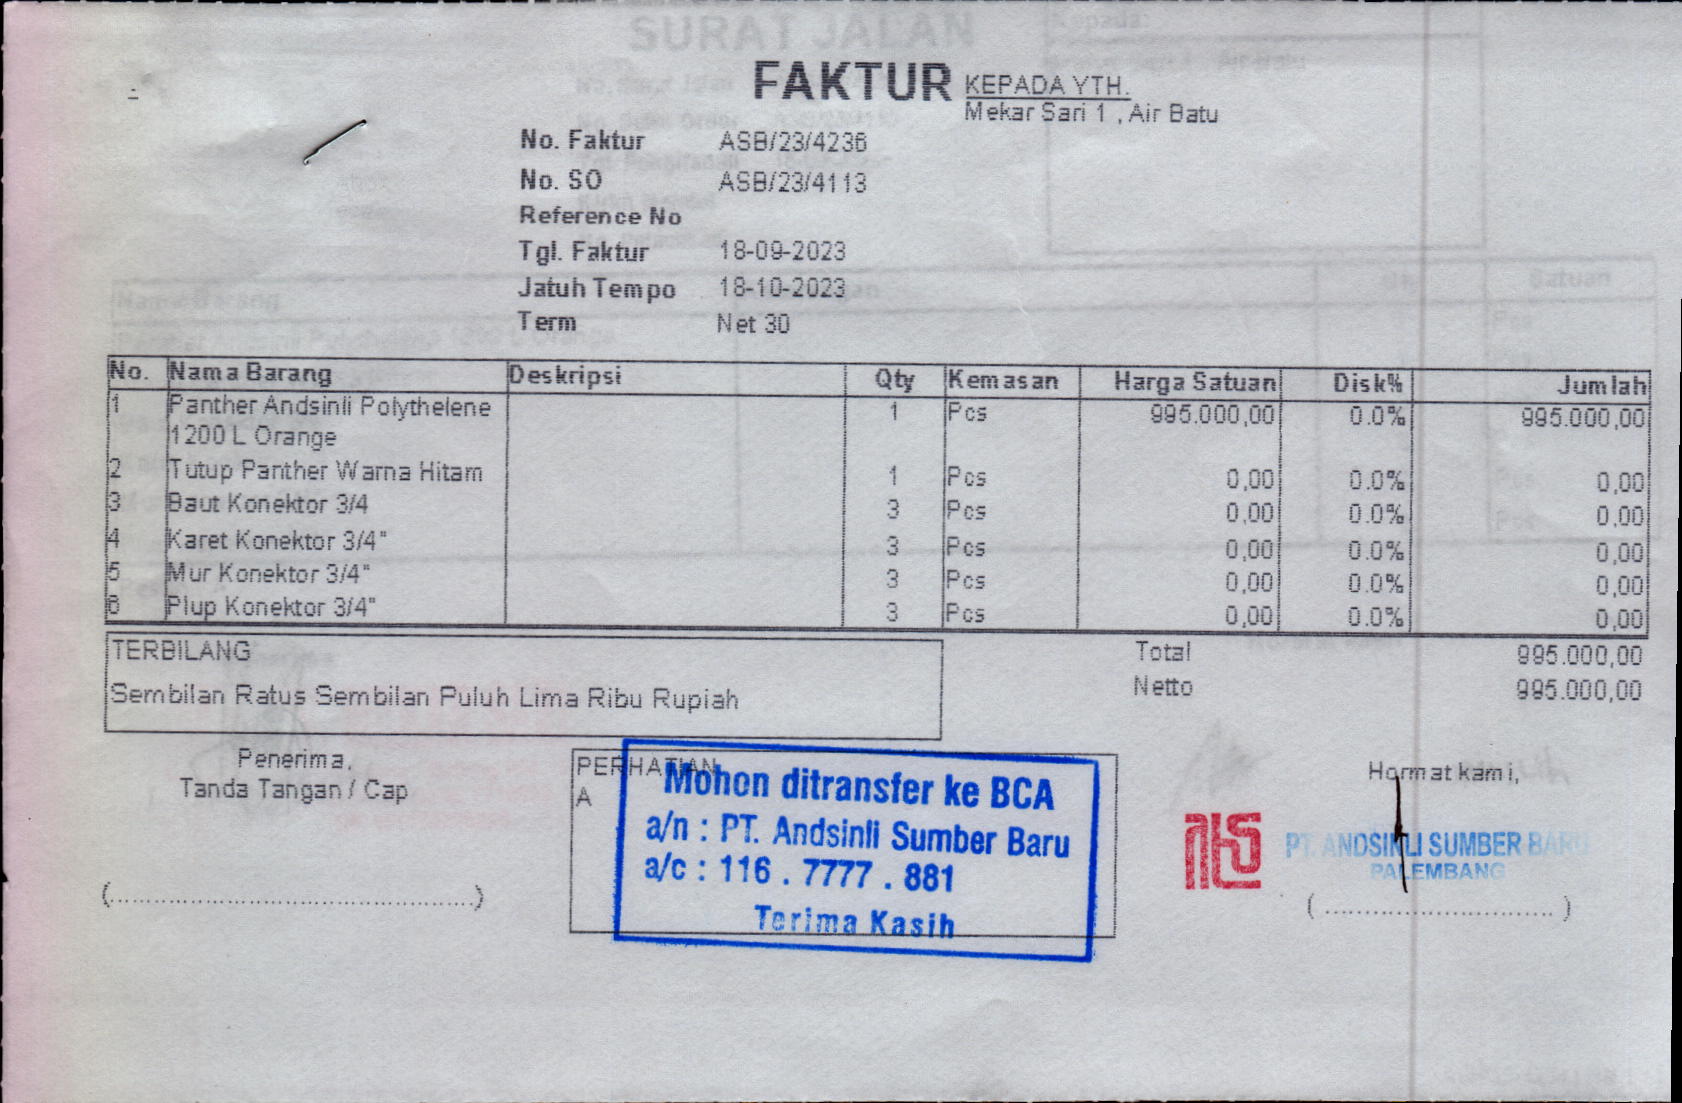 FAKTUR
KEPADA YTH.
Mekar Sari 1 , Air Batu
No. Faktur ASB/23/4236
No. SO ASB/23/4113
Reference No
Tgl. Faktur 18-09-2023
Jatuh Tempo 18-10-2023
Term Net 30
No. Nama Barang Deskripsi Qty Kemasan Harga Satuan Disk% Jumlah
1 Panther Andsinli Polythelene 1 Pcs 995.000,00 0.0% 995.000,00
1200 L Orange
2 Tutup Panther Warna Hitam 1 Pcs 0,00 0.0% 0,00
3 Baut Konektor 3/4 3 Pcs 0,00 0.0% 0,00
4 Karet Konektor 3/4" 3 Pcs 0,00 0.0% 0,00
5 Mur Konektor 3/4" 3 Pcs 0,00 0.0% 0,00
6 Plup Konektor 3/4" 3 Pcs 0,00 0.0% 0,00
TERBILANG
Sembilan Ratus Sembilan Puluh Lima Ribu Rupiah
Total 995.000,00
Netto 995.000,00
Penerima,
Tanda Tangan / Cap
(............................................)
PERHATIAN
A
Mohon ditransfer ke BCA
a/n : PT. Andsinli Sumber Baru
a/c : 116 . 7777 . 881
Terima Kasih
Hormat kami,
PT. ANDSINLI SUMBER BARU
PALEMBANG
(............................)
SURAT JALAN
Kepada:
Nama Barang
Satuan
Pcs